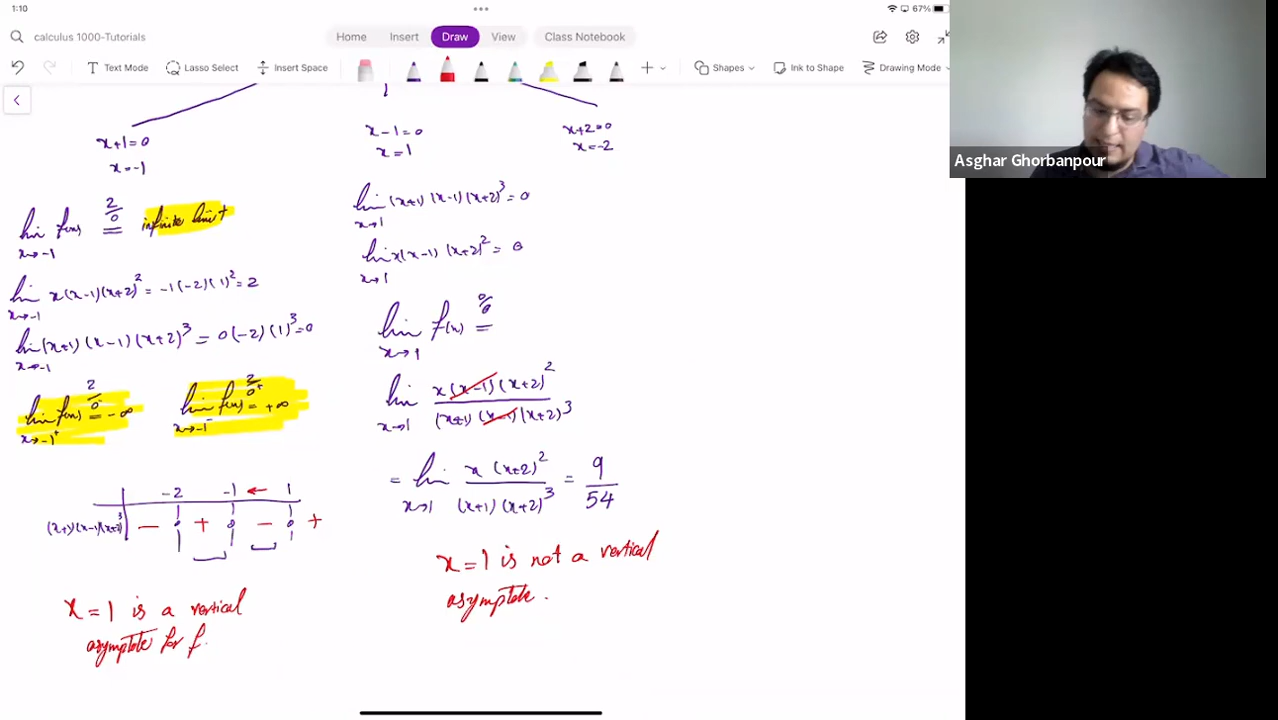 1:10
67%
calculus 1000-Tutorials
Home Insert Draw View Class Notebook
Text Mode Lasso Select Insert Space Shapes Ink to Shape Drawing Mode
Asghar Ghorbanpour
x+1=0
x=-1
lim f(x) = 2/0 infinite limit
x→-1
lim x(x-1)(x+2)^2 = -1(-2)(1)^2 = 2
x→-1
lim (x+1)(x-1)(x+2)^3 = 0(-2)(1)^3 = 0
x→-1
lim f(x) = 2/0^- -∞ lim f(x) = 2/0^+ +∞
x→-1^+ x→-1^-
-2 -1 ← 1
(x+1)(x-1)(x+2)^3 - 0 + 0 - 0 +
x = 1 is a vertical
asymptote for f.
x-1=0
x=1
lim (x+1)(x-1)(x+2)^3 = 0
x→1
lim x(x-1)(x+2)^2 = 0
x→1
lim f(x) = 0/0
x→1
lim x(x-1)(x+2)^2 / (x+1)(x-1)(x+2)^3
x→1
= lim x(x+2)^2 / (x+1)(x+2)^3 = 9/54
x→1
x = 1 is not a vertical
asymptote.
x+2=0
x=-2